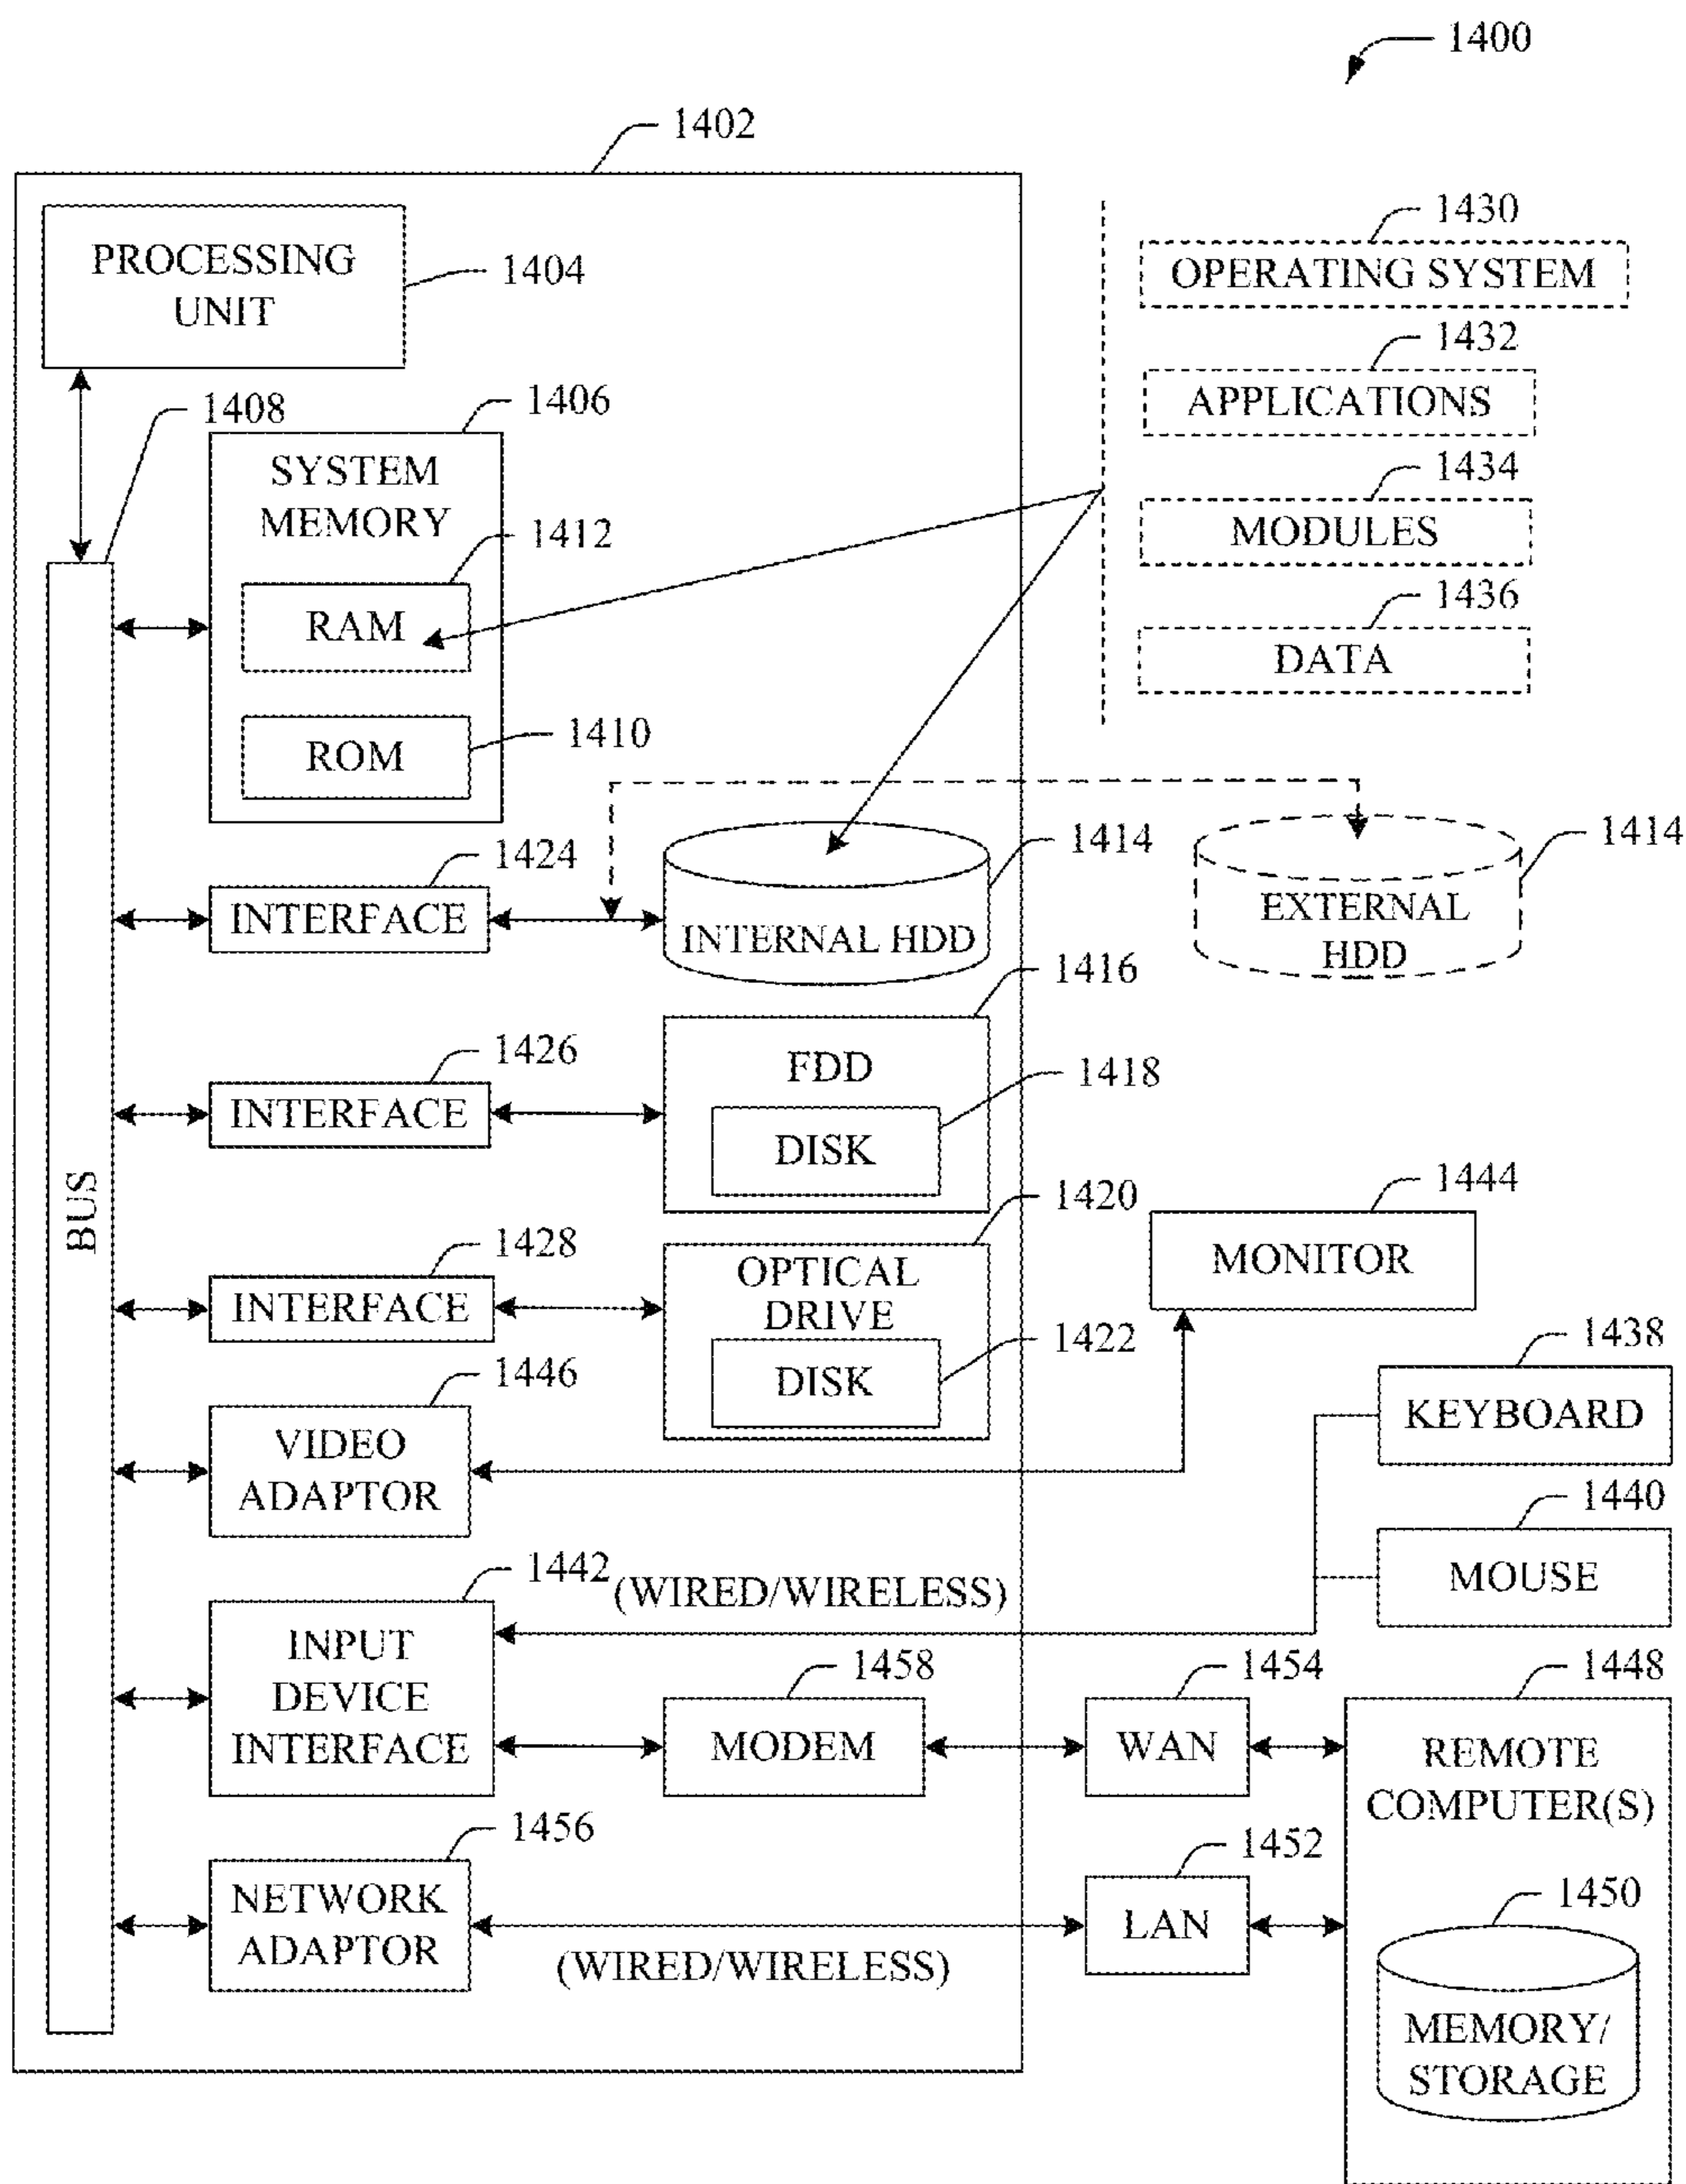 1400
1402
PROCESSING
UNIT
1404
1430
OPERATING SYSTEM
1432
APPLICATIONS
1434
MODULES
1436
DATA
1408
1406
SYSTEM
MEMORY
1412
RAM
1410
ROM
BUS
1424
INTERFACE
1414
INTERNAL HDD
1414
EXTERNAL
HDD
1426
INTERFACE
1416
FDD
1418
DISK
1428
INTERFACE
1420
OPTICAL
DRIVE
1422
DISK
1444
MONITOR
1446
VIDEO
ADAPTOR
1438
KEYBOARD
1440
MOUSE
1442
(WIRED/WIRELESS)
INPUT
DEVICE
INTERFACE
1458
MODEM
1454
WAN
1448
REMOTE
COMPUTER(S)
1456
NETWORK
ADAPTOR
(WIRED/WIRELESS)
1452
LAN
1450
MEMORY/
STORAGE